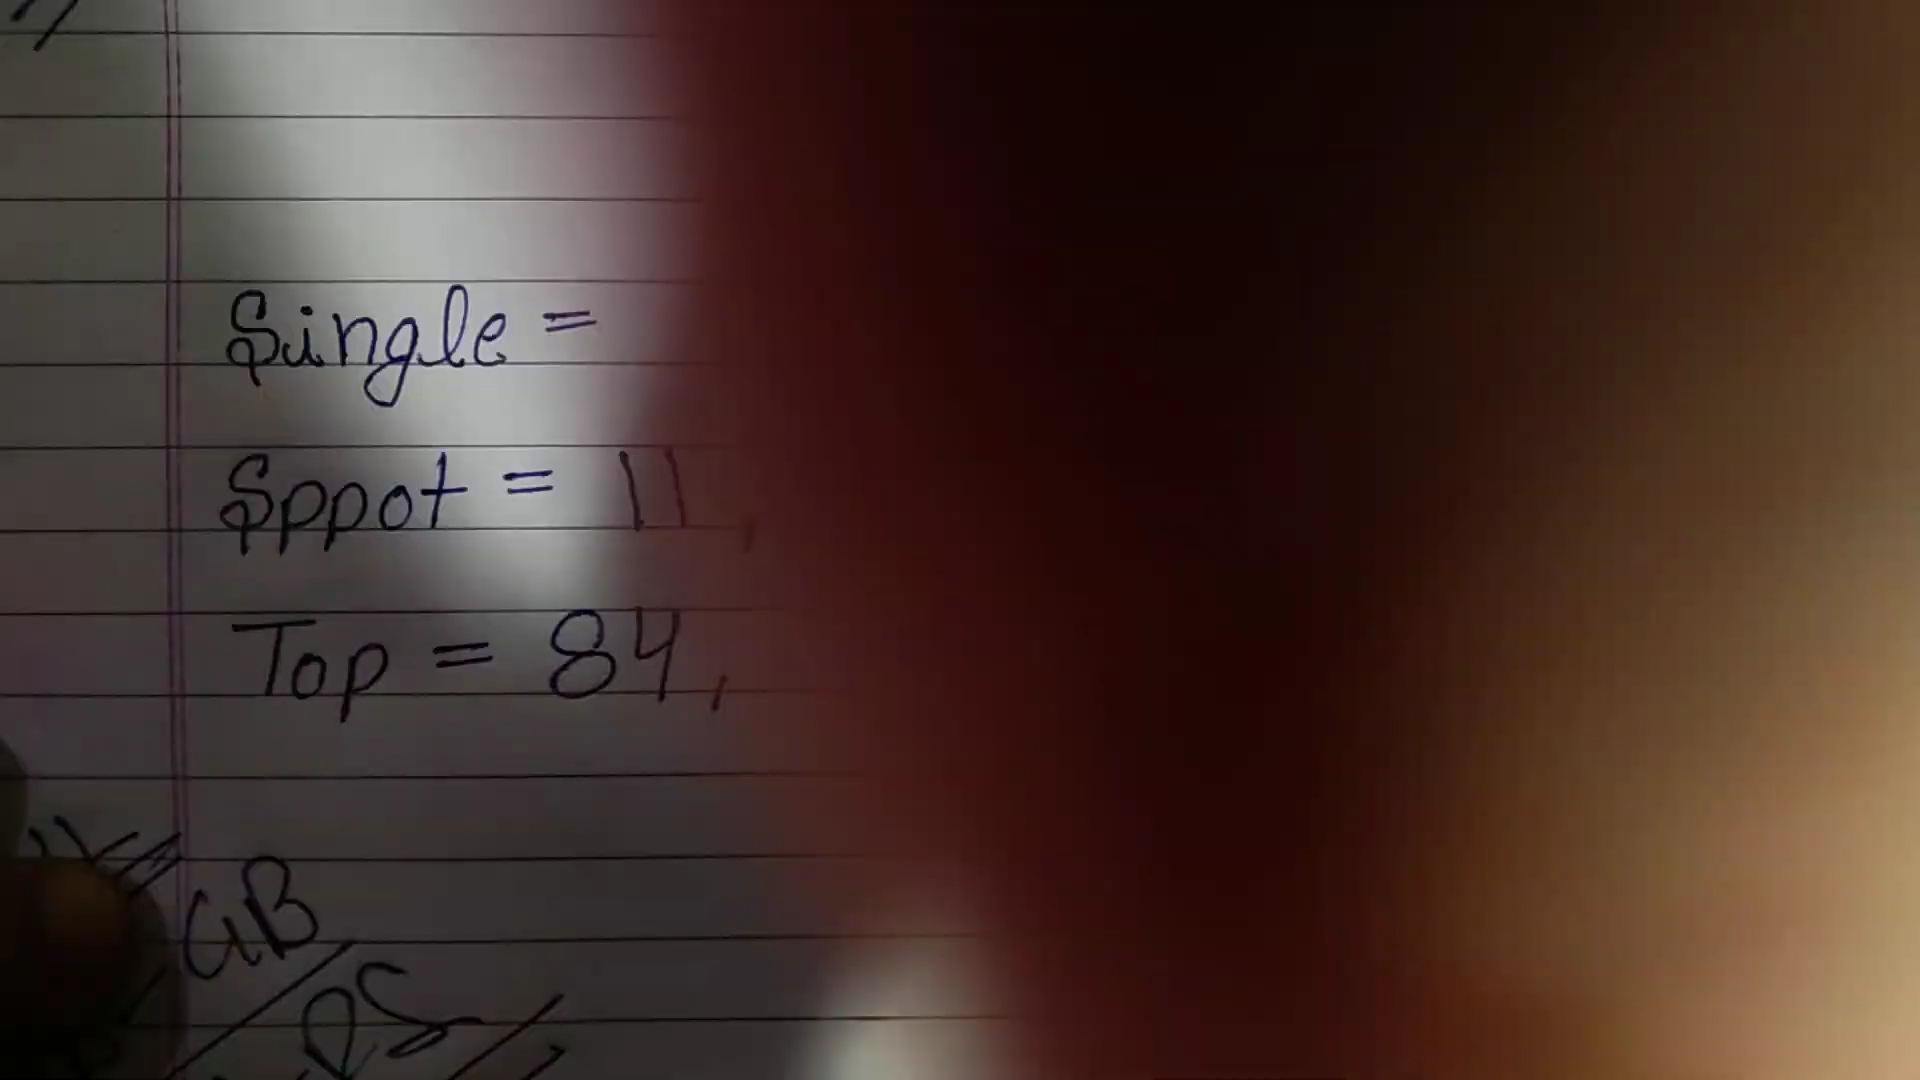 Single =
Sppot = 11,
Top = 84,
GB